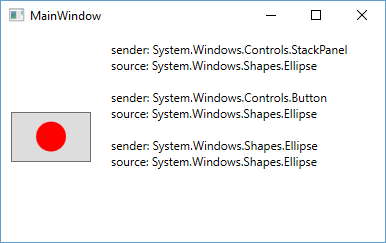 MainWindow
sender: System.Windows.Controls.StackPanel
source: System.Windows.Shapes.Ellipse
sender: System.Windows.Controls.Button
source: System.Windows.Shapes.Ellipse
sender: System.Windows.Shapes.Ellipse
source: System.Windows.Shapes.Ellipse